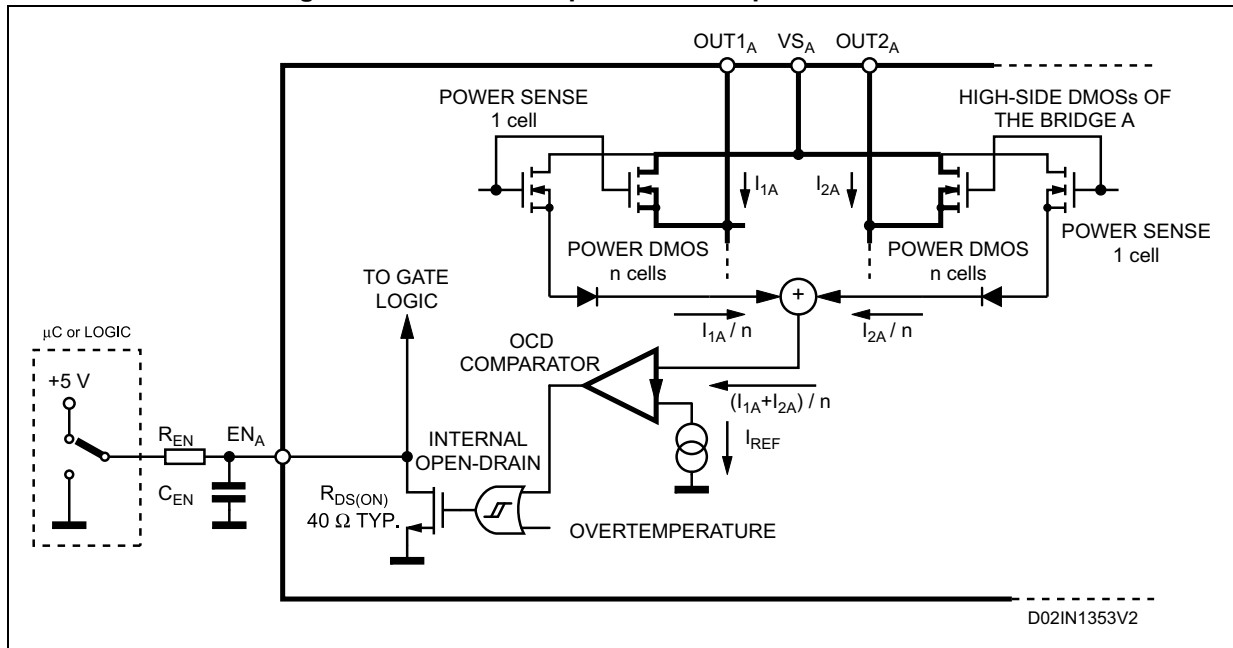 OUT1A VSA OUT2A
POWER SENSE
1 cell
HIGH-SIDE DMOSs OF
THE BRIDGE A
I1A
I2A
POWER SENSE
1 cell
POWER DMOS
n cells
POWER DMOS
n cells
TO GATE
LOGIC
+
I1A / n
I2A / n
μC or LOGIC
OCD
COMPARATOR
+5 V
(I1A+I2A) / n
REN
ENA
INTERNAL
OPEN-DRAIN
IREF
CEN
RDS(ON)
40 Ω TYP.
OVERTEMPERATURE
D02IN1353V2